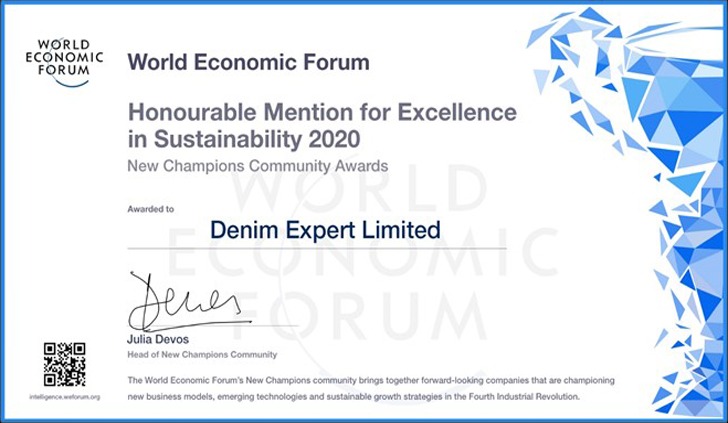 WORLD
ECONOMIC
FORUM
World Economic Forum
Honourable Mention for Excellence
in Sustainability 2020
New Champions Community Awards
WORLD
ECONOMIC
FORUM
Awarded to
Denim Expert Limited
Devos
Julia Devos
Head of New Champions Community
intelligence.weforum.org
The World Economic Forum's New Champions community brings together forward-looking companies that are championing
new business models, emerging technologies and sustainable growth strategies in the Fourth Industrial Revolution.